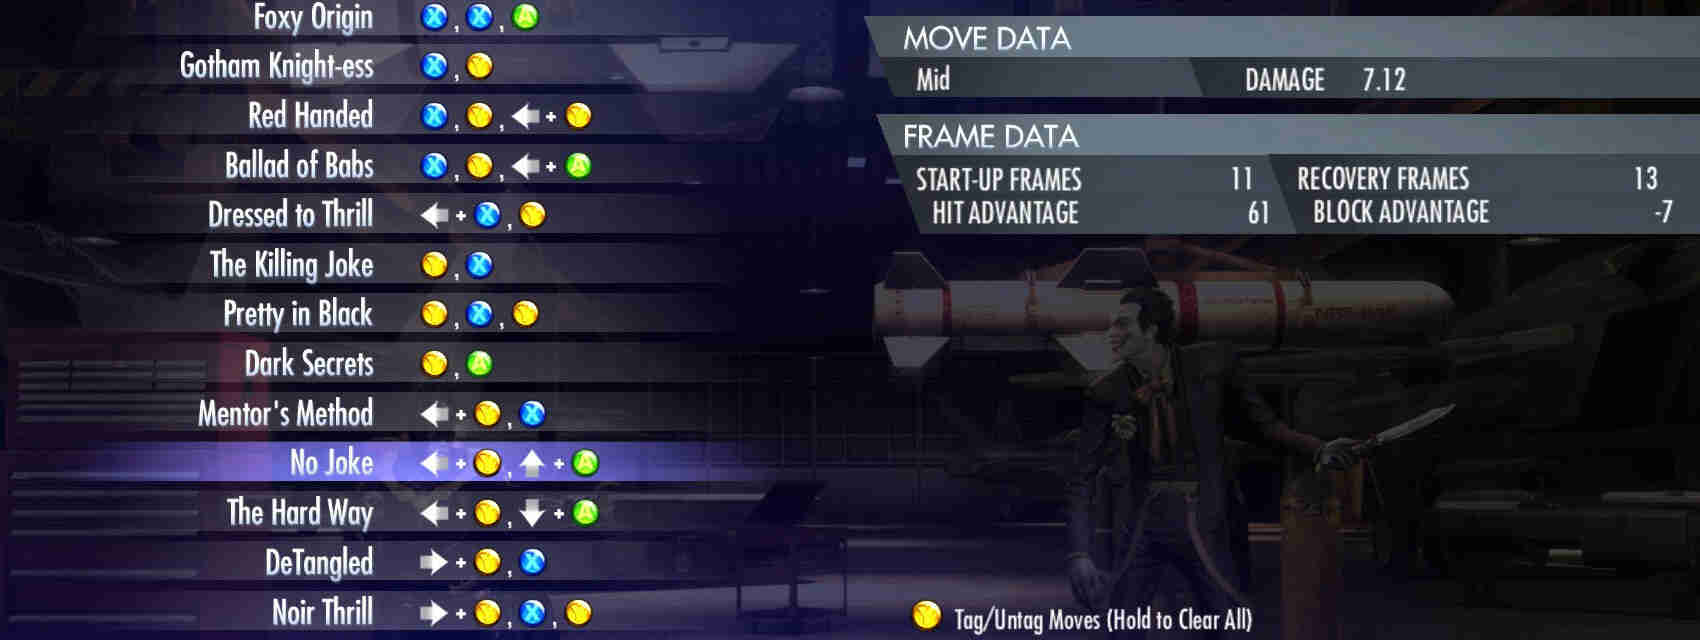 Foxy Origin X , X , A
Gotham Knight-ess X , Y
Red Handed X , Y , + Y
Ballad of Babs X , Y , + A
Dressed to Thrill + X , Y
The Killing Joke Y , X
Pretty in Black Y , X , Y
Dark Secrets Y , A
Mentor's Method + Y , X
No Joke + Y , + A
The Hard Way + Y , + A
DeTangled + Y , X
Noir Thrill + Y , X , Y
MOVE DATA
Mid DAMAGE 7.12
FRAME DATA
START-UP FRAMES 11 RECOVERY FRAMES 13
HIT ADVANTAGE 61 BLOCK ADVANTAGE -7
Y Tag/Untag Moves (Hold to Clear All)